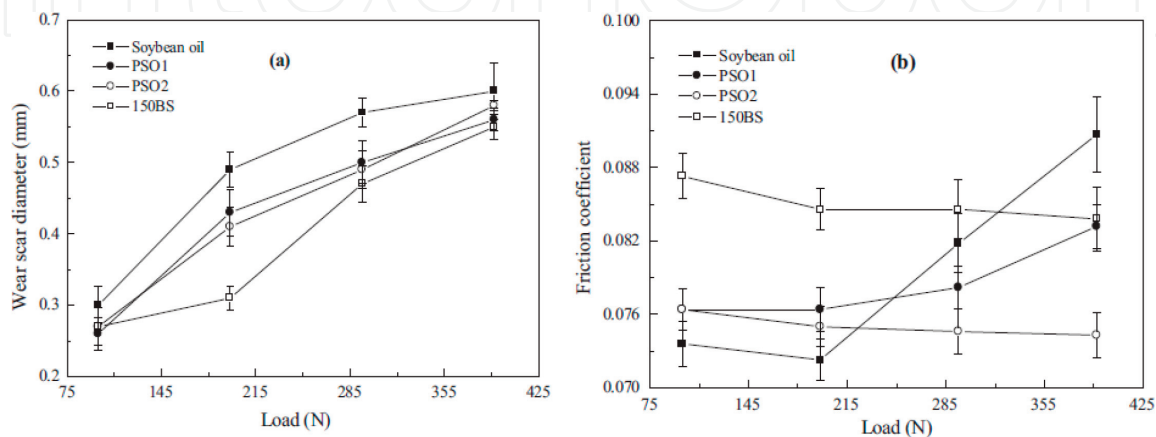 0.7
Soybean oil
PSO1
PSO2
150BS
(a)
0.6
0.5
0.4
0.3
0.2
Wear scar diameter (mm)
75 145 215 285 355 425
Load (N)
0.100
Soybean oil
PSO1
PSO2
150BS
(b)
0.094
0.088
0.082
0.076
0.070
Friction coefficient
75 145 215 285 355 425
Load (N)